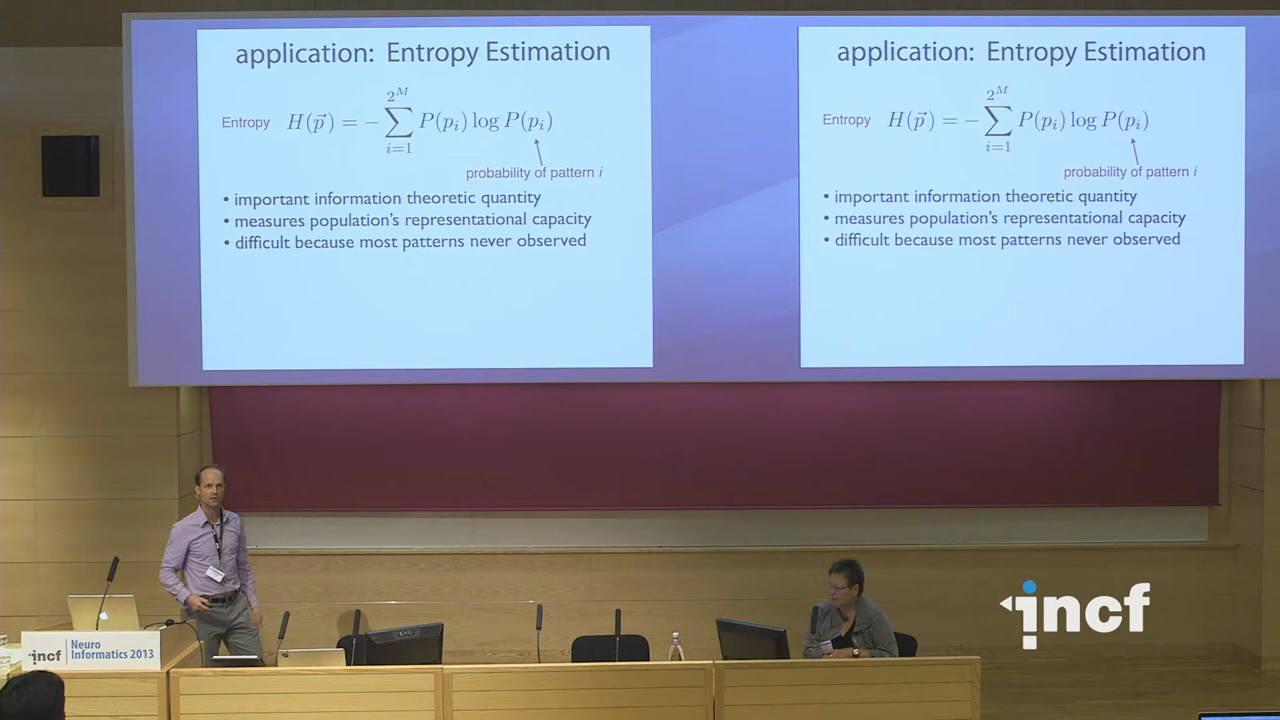 application: Entropy Estimation
Entropy H(p⃗) = − ∑_{i=1}^{2^M} P(p_i) log P(p_i)
probability of pattern i
• important information theoretic quantity
• measures population's representational capacity
• difficult because most patterns never observed
application: Entropy Estimation
Entropy H(p⃗) = − ∑_{i=1}^{2^M} P(p_i) log P(p_i)
probability of pattern i
• important information theoretic quantity
• measures population's representational capacity
• difficult because most patterns never observed
incf
incf
Neuro
Informatics 2013